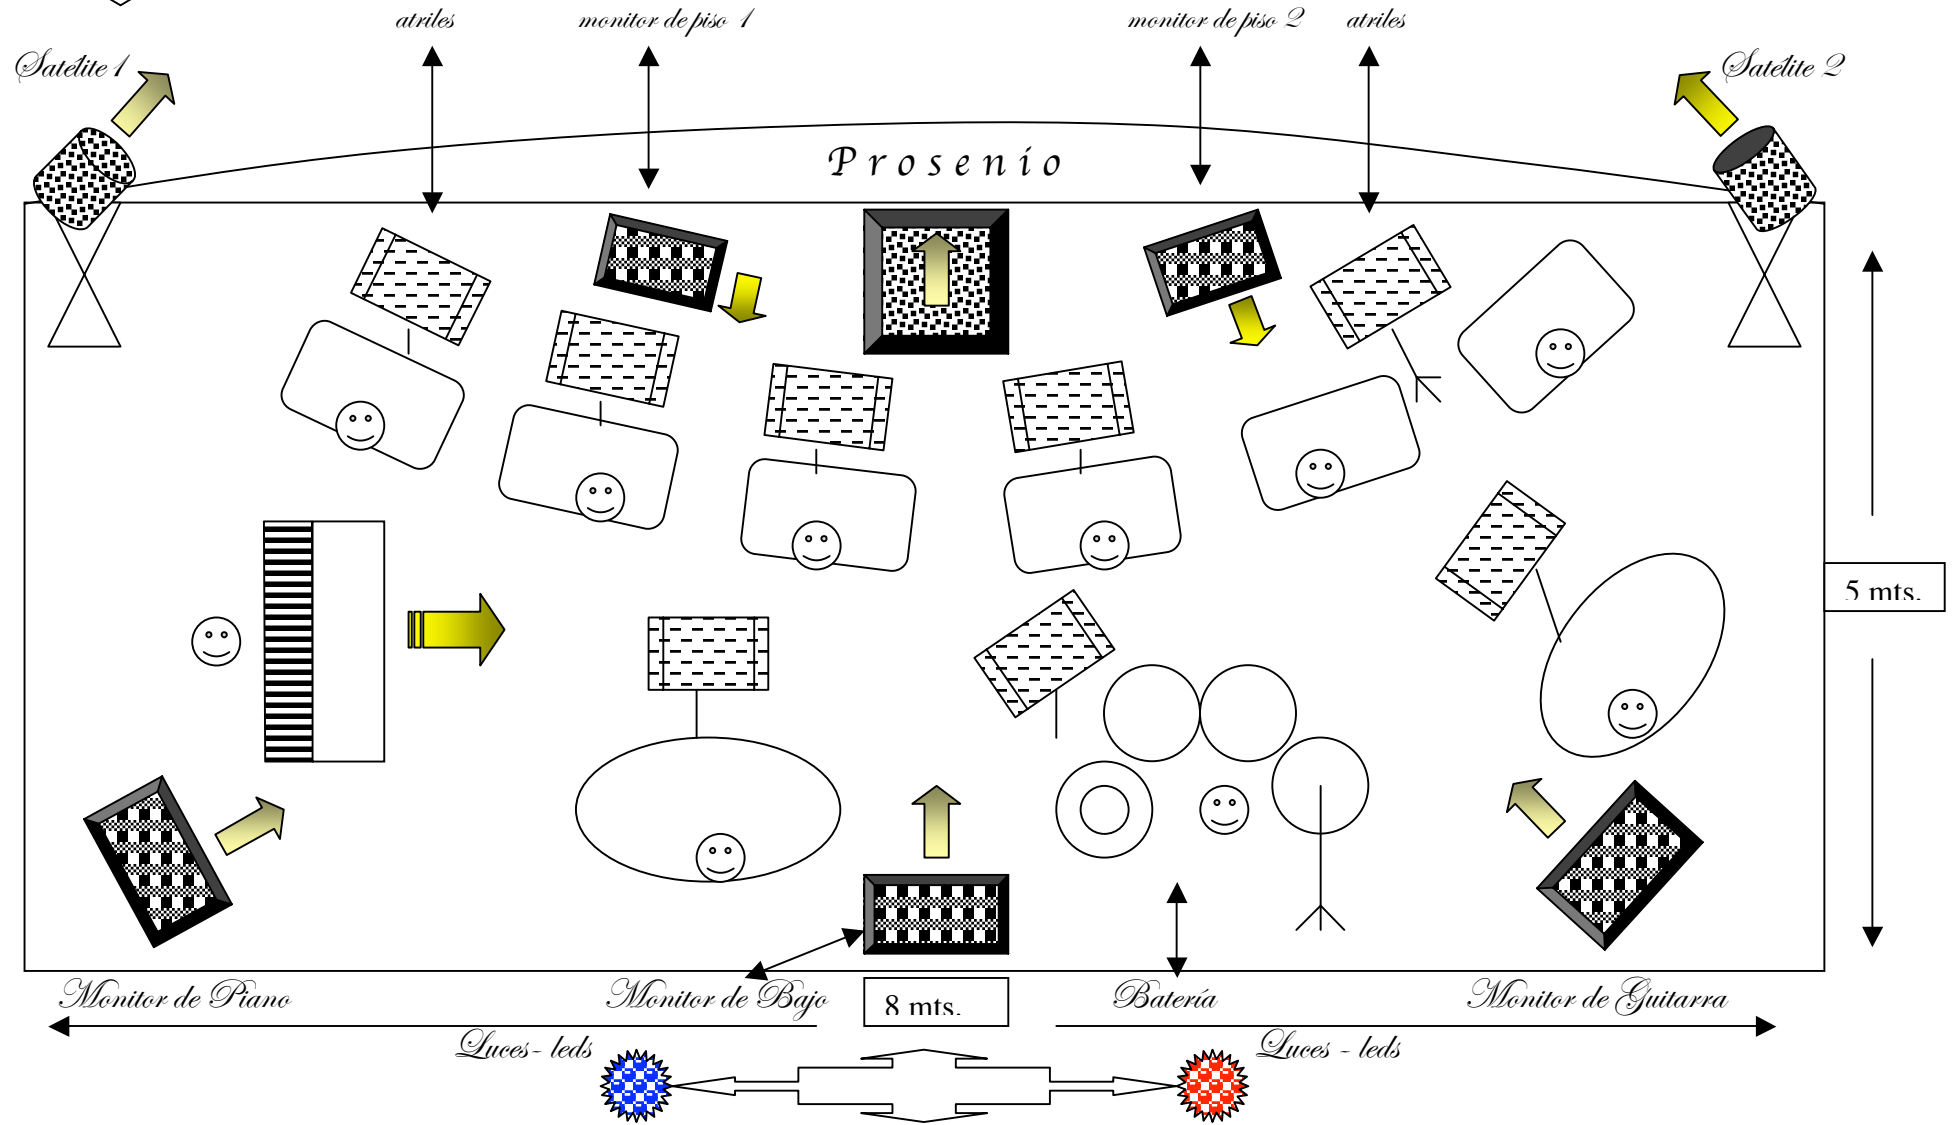 atriles
monitor de piso 1
monitor de piso 2
atriles
Satélite 1
Satélite 2
Prosenio
5 mts.
Monitor de Piano
Monitor de Bajo
8 mts.
Batería
Monitor de Guitarra
Luces- leds
Luces - leds